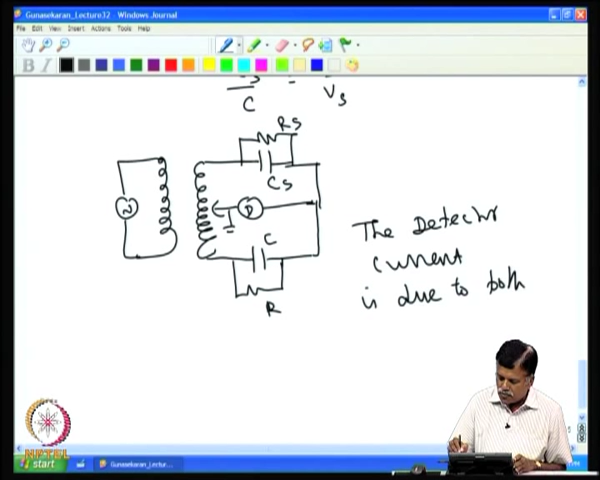 Gunasekaran_Lecture32 - Windows Journal
File Edit View Insert Actions Tools Help
B I
C
Vs
Rs
Cs
N
D
C
R
The Detector
current
is due to both
NPTEL
start
Gunasekaran_Lectur...